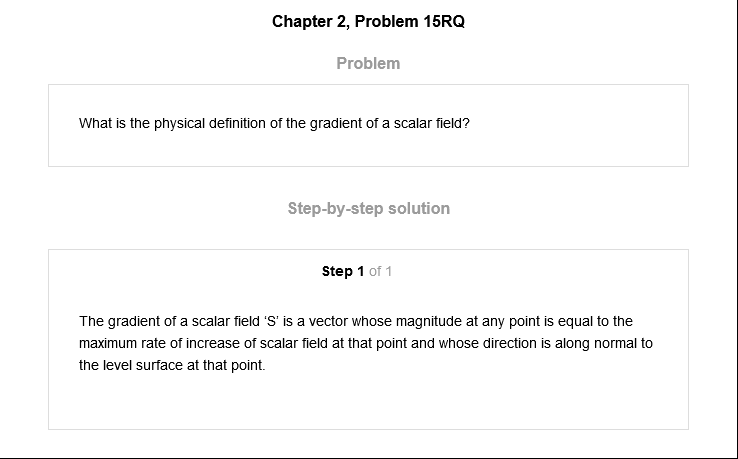 Chapter 2, Problem 15RQ
Problem
What is the physical definition of the gradient of a scalar field?
Step-by-step solution
Step 1 of 1
The gradient of a scalar field ‘S’ is a vector whose magnitude at any point is equal to the
maximum rate of increase of scalar field at that point and whose direction is along normal to
the level surface at that point.